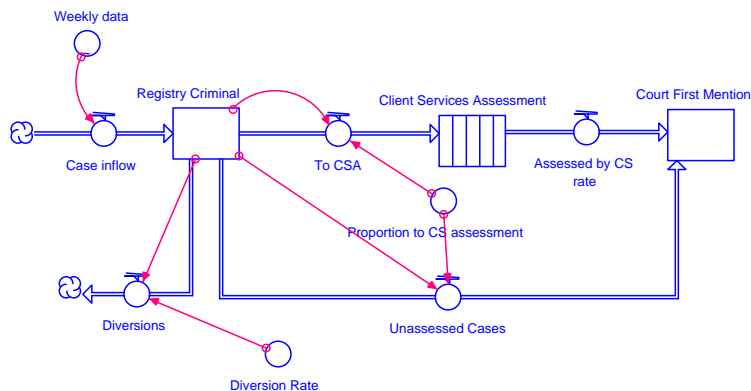 Weekly data
Registry Criminal
Client Services Assessment
Court First Mention
Case inflow
To CSA
Assessed by CS
rate
Proportion to CS assessment
Diversions
Unassessed Cases
Diversion Rate